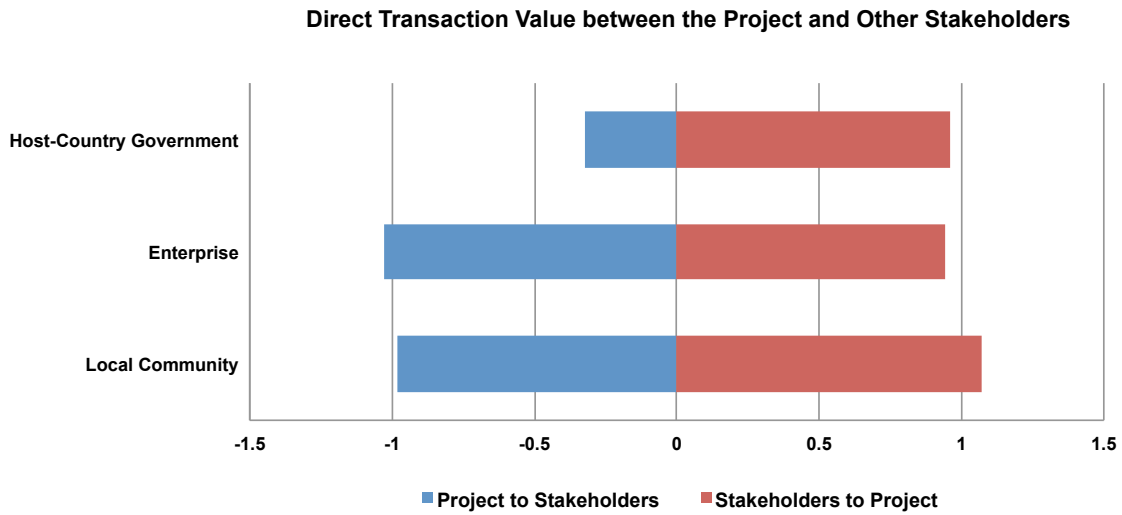 Direct Transaction Value between the Project and Other Stakeholders
Host-Country Government
Enterprise
Local Community
-1.5 -1 -0.5 0 0.5 1 1.5
Project to Stakeholders Stakeholders to Project